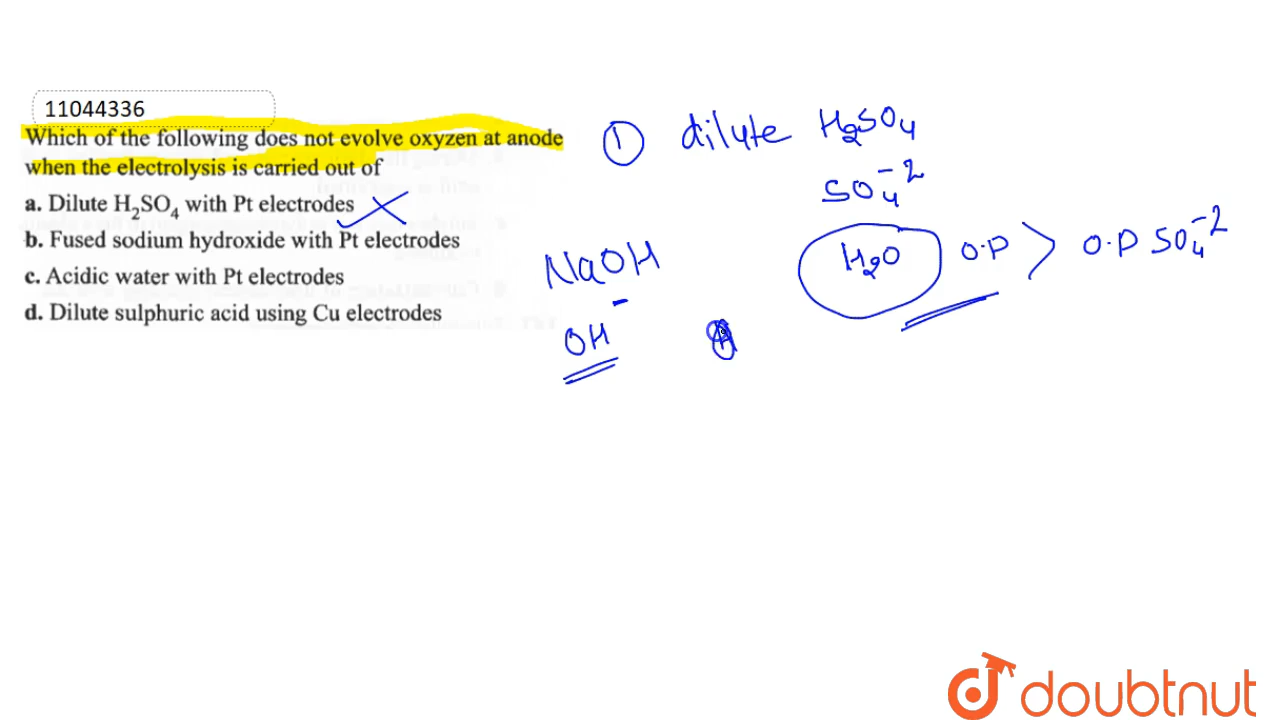 11044336
Which of the following does not evolve oxyzen at anode
when the electrolysis is carried out of
a. Dilute H₂SO₄ with Pt electrodes
b. Fused sodium hydroxide with Pt electrodes
c. Acidic water with Pt electrodes
d. Dilute sulphuric acid using Cu electrodes
① dilute H₂SO₄
SO₄⁻²
H₂O O.P > O.P SO₄⁻²
NaOH
OH⁻
doubtnut